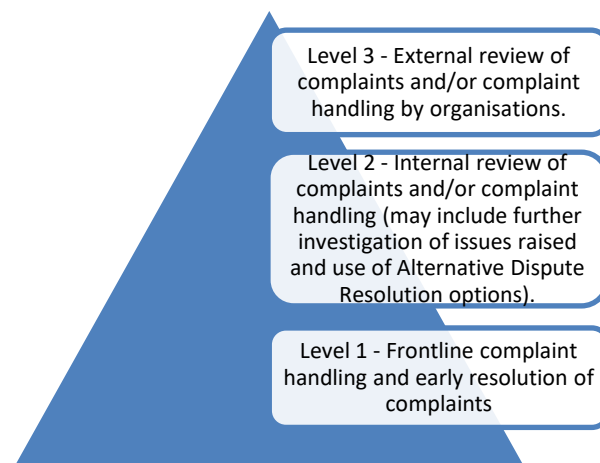 Level 3 - External review of
complaints and/or complaint
handling by organisations.
Level 2 - Internal review of
complaints and/or complaint
handling (may include further
investigation of issues raised
and use of Alternative Dispute
Resolution options).
Level 1 - Frontline complaint
handling and early resolution of
complaints